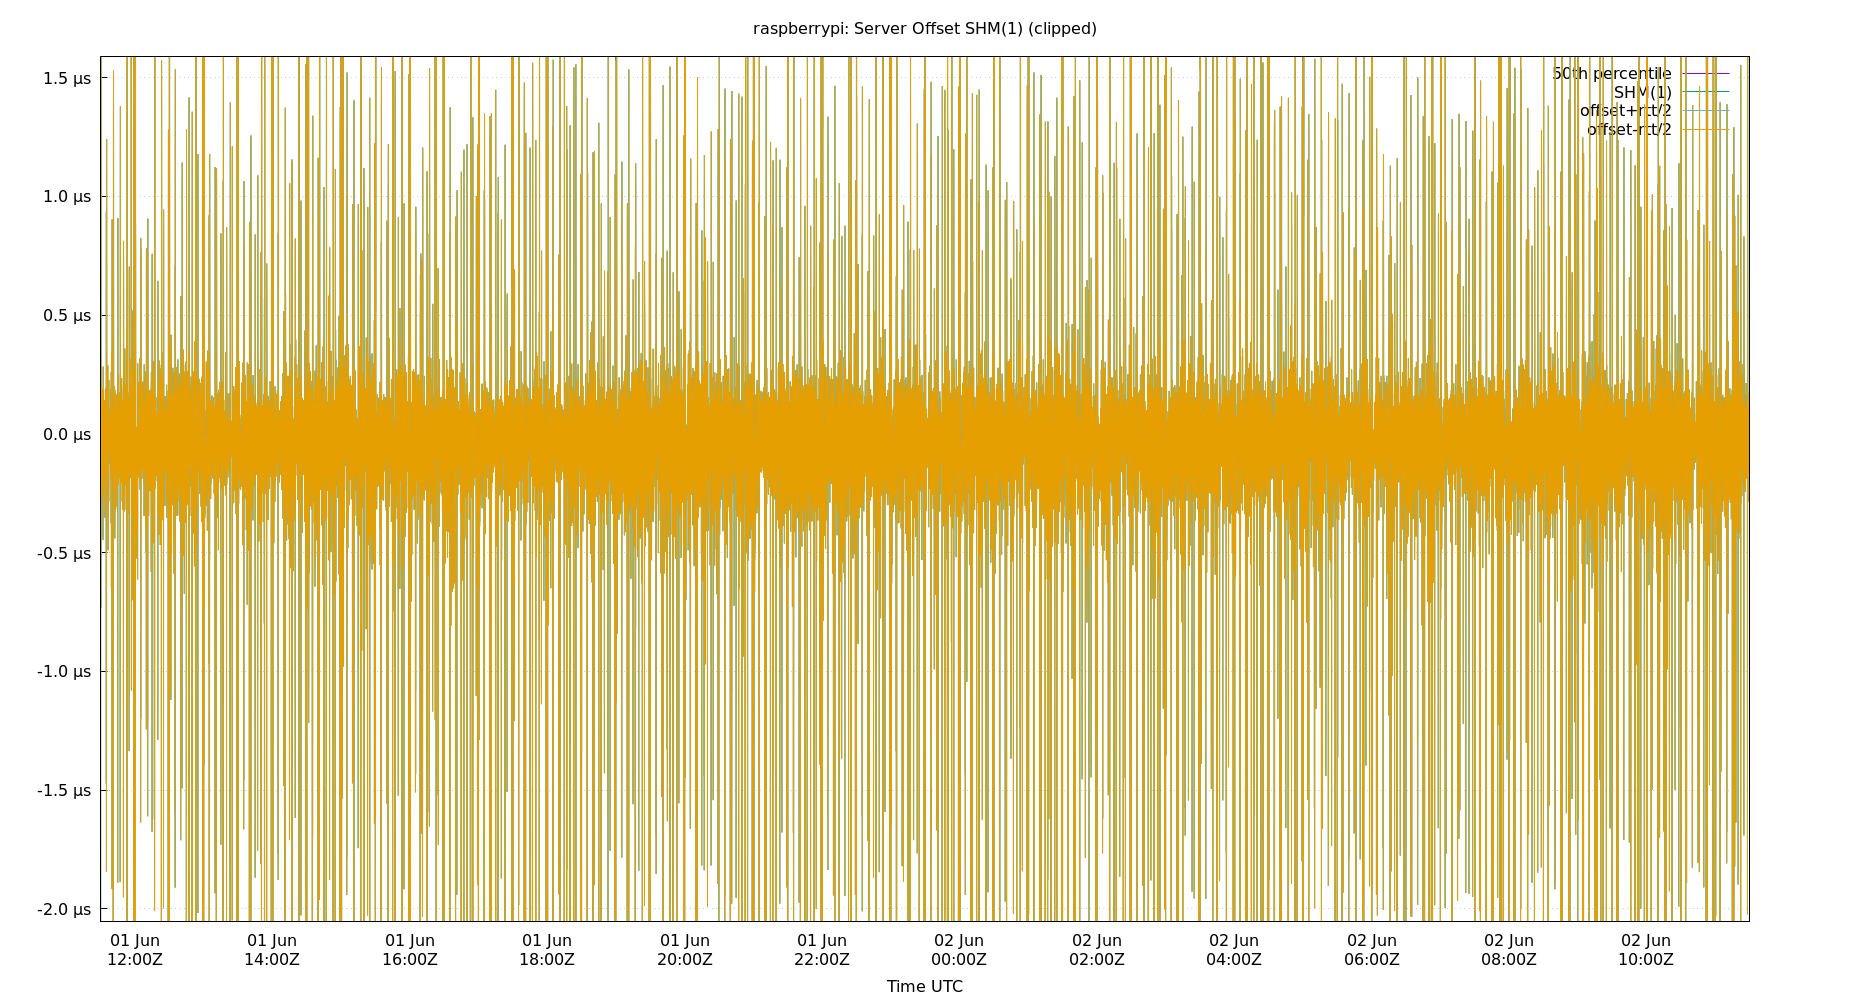 raspberrypi: Server Offset SHM(1) (clipped)
1.5 µs
1.0 µs
0.5 µs
0.0 µs
-0.5 µs
-1.0 µs
-1.5 µs
-2.0 µs
50th percentile
SHM(1)
offset+rtt/2
offset-rtt/2
01 Jun 01 Jun 01 Jun 01 Jun 01 Jun 01 Jun 02 Jun 02 Jun 02 Jun 02 Jun 02 Jun 02 Jun
12:00Z 14:00Z 16:00Z 18:00Z 20:00Z 22:00Z 00:00Z 02:00Z 04:00Z 06:00Z 08:00Z 10:00Z
Time UTC